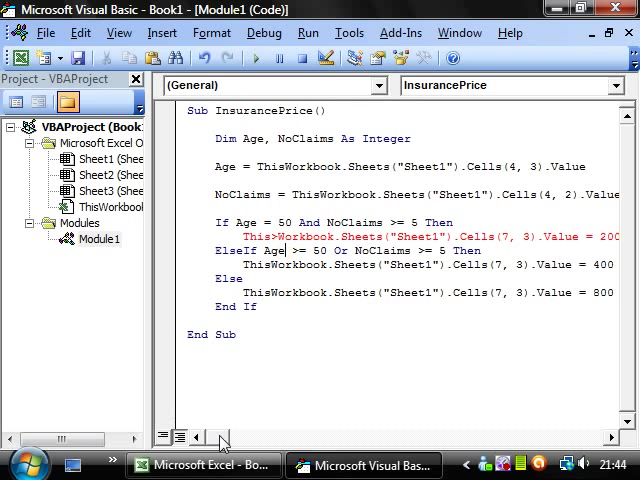 Microsoft Visual Basic - Book1 - [Module1 (Code)]
File Edit View Insert Format Debug Run Tools Add-Ins Window Help
Project - VBAProject
(General) InsurancePrice
VBAProject (Book
Microsoft Excel O
Sheet1 (Shee
Sheet2 (Shee
Sheet3 (Shee
ThisWorkboo
Modules
Module1
Sub InsurancePrice()
Dim Age, NoClaims As Integer
Age = ThisWorkbook.Sheets("Sheet1").Cells(4, 3).Value
NoClaims = ThisWorkbook.Sheets("Sheet1").Cells(4, 2).Value
If Age = 50 And NoClaims >= 5 Then
This>Workbook.Sheets("Sheet1").Cells(7, 3).Value = 200
ElseIf Age >= 50 Or NoClaims >= 5 Then
ThisWorkbook.Sheets("Sheet1").Cells(7, 3).Value = 400
Else
ThisWorkbook.Sheets("Sheet1").Cells(7, 3).Value = 800
End If
End Sub
Microsoft Excel - Bo...
Microsoft Visual Bas...
21:44